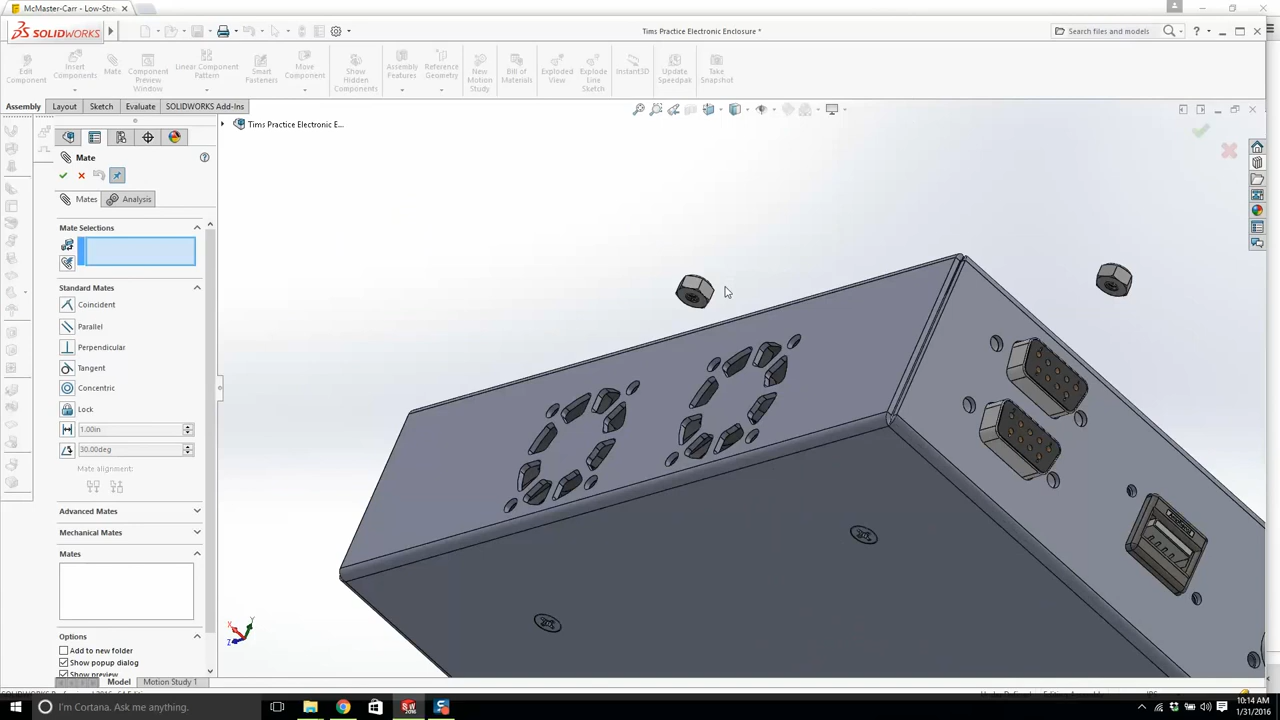 McMaster-Carr - Low-Stre
SOLIDWORKS
Tims Practice Electronic Enclosure *
Search files and models
Edit Component
Insert Components
Mate
Component Preview Window
Linear Component Pattern
Smart Fasteners
Move Component
Show Hidden Components
Assembly Features
Reference Geometry
New Motion Study
Bill of Materials
Exploded View
Explode Line Sketch
Instant3D
Update Speedpak
Take Snapshot
Assembly
Layout
Sketch
Evaluate
SOLIDWORKS Add-Ins
Tims Practice Electronic E...
Mate
Mates
Analysis
Mate Selections
Standard Mates
Coincident
Parallel
Perpendicular
Tangent
Concentric
Lock
1.00in
30.00deg
Mate alignment:
Advanced Mates
Mechanical Mates
Mates
Options
Add to new folder
Show popup dialog
Show preview
X
Y
Z
Model
Motion Study 1
I'm Cortana. Ask me anything.
10:14 AM
1/31/2016